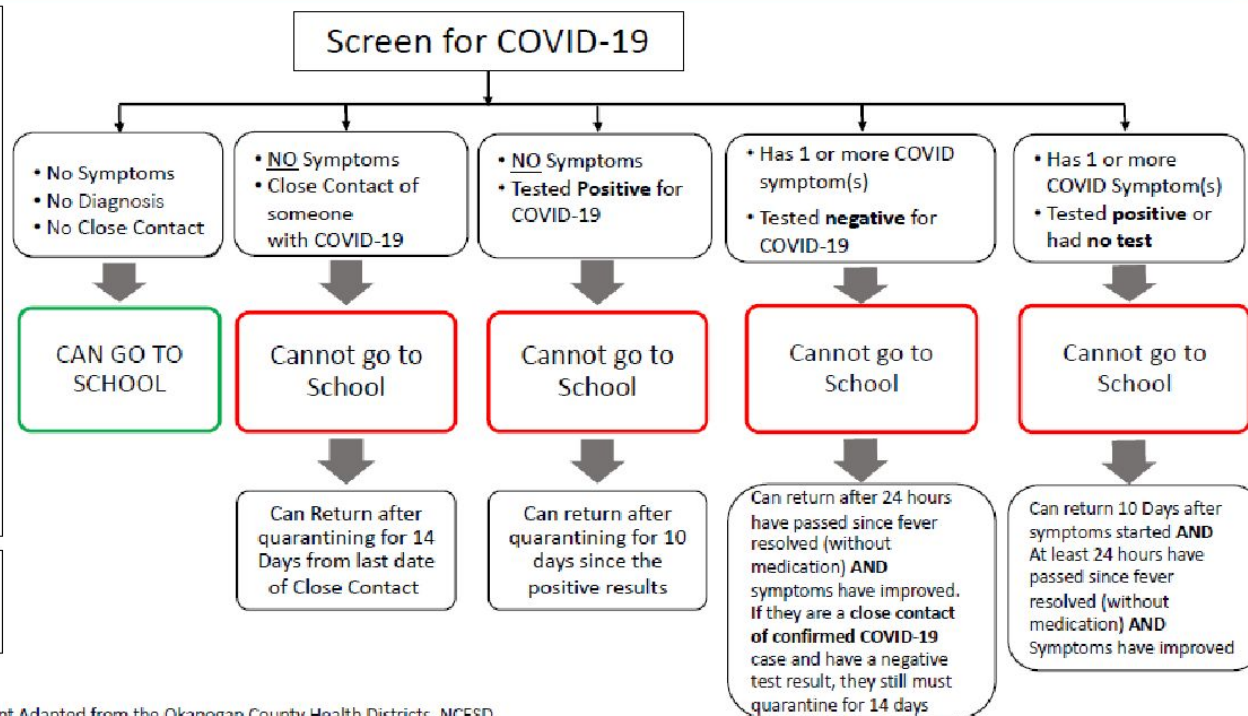 Screen for COVID-19
• No Symptoms
• No Diagnosis
• No Close Contact
• NO Symptoms
• Close Contact of
someone
with COVID-19
• NO Symptoms
• Tested Positive for
COVID-19
• Has 1 or more COVID
symptom(s)
• Tested negative for
COVID-19
• Has 1 or more
COVID Symptom(s)
• Tested positive or
had no test
CAN GO TO
SCHOOL
Cannot go to
School
Cannot go to
School
Cannot go to
School
Cannot go to
School
Can Return after
quarantining for 14
Days from last date
of Close Contact
Can return after
quarantining for 10
days since the
positive results
Can return after 24 hours
have passed since fever
resolved (without
medication) AND
symptoms have improved.
If they are a close contact
of confirmed COVID-19
case and have a negative
test result, they still must
quarantine for 14 days
Can return 10 Days after
symptoms started AND
At least 24 hours have
passed since fever
resolved (without
medication) AND
Symptoms have improved
nt Adapted from the Okanogan County Health Districts, NCESD